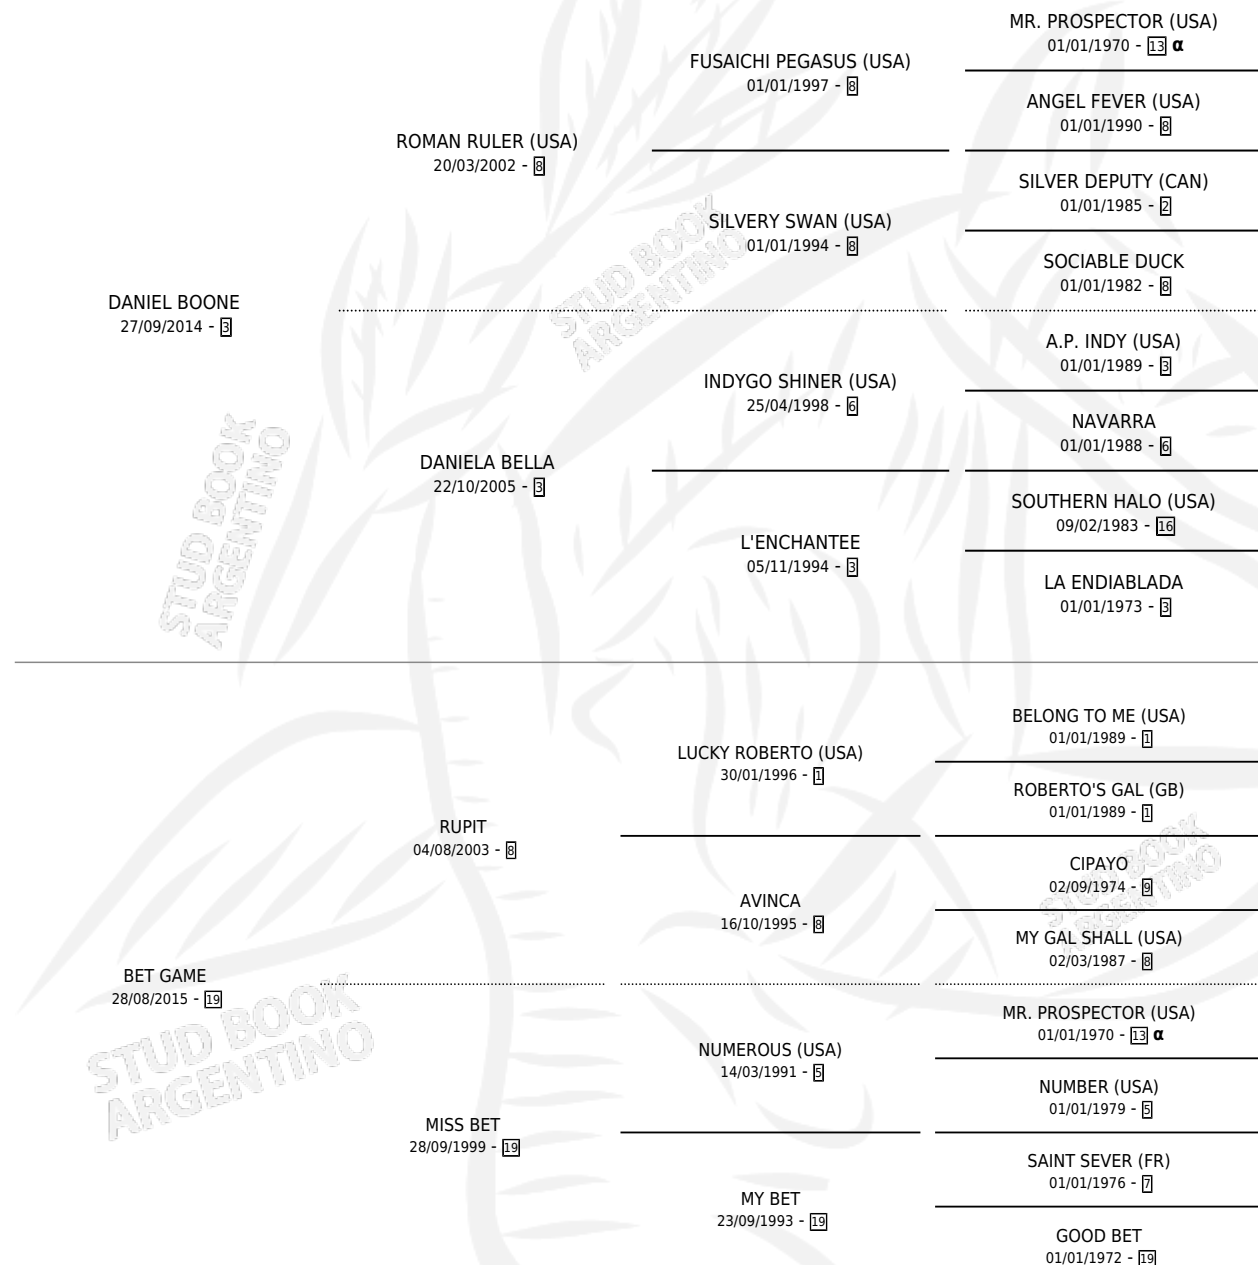 MR. PROSPECTOR (USA)
01/01/1970 - 13 α
FUSAICHI PEGASUS (USA)
01/01/1997 - 8
ANGEL FEVER (USA)
01/01/1990 - 8
ROMAN RULER (USA)
20/03/2002 - 8
SILVER DEPUTY (CAN)
01/01/1985 - 2
SILVERY SWAN (USA)
01/01/1994 - 8
SOCIABLE DUCK
01/01/1982 - 8
DANIEL BOONE
27/09/2014 - 3
A.P. INDY (USA)
01/01/1989 - 3
INDYGO SHINER (USA)
25/04/1998 - 6
NAVARRA
01/01/1988 - 6
DANIELA BELLA
22/10/2005 - 3
SOUTHERN HALO (USA)
09/02/1983 - 16
L'ENCHANTEE
05/11/1994 - 3
LA ENDIABLADA
01/01/1973 - 3
BELONG TO ME (USA)
01/01/1989 - 1
LUCKY ROBERTO (USA)
30/01/1996 - 1
ROBERTO'S GAL (GB)
01/01/1989 - 1
RUPIT
04/08/2003 - 8
CIPAYO
02/09/1974 - 9
AVINCA
16/10/1995 - 8
MY GAL SHALL (USA)
02/03/1987 - 8
BET GAME
28/08/2015 - 19
MR. PROSPECTOR (USA)
01/01/1970 - 13 α
NUMEROUS (USA)
14/03/1991 - 5
NUMBER (USA)
01/01/1979 - 5
MISS BET
28/09/1999 - 19
SAINT SEVER (FR)
01/01/1976 - 7
MY BET
23/09/1993 - 19
GOOD BET
01/01/1972 - 19
STUD BOOK
ARGENTINO
STUD BOOK
ARGENTINO
STUD BOOK
ARGENTINO
STUD BOOK
ARGENTINO